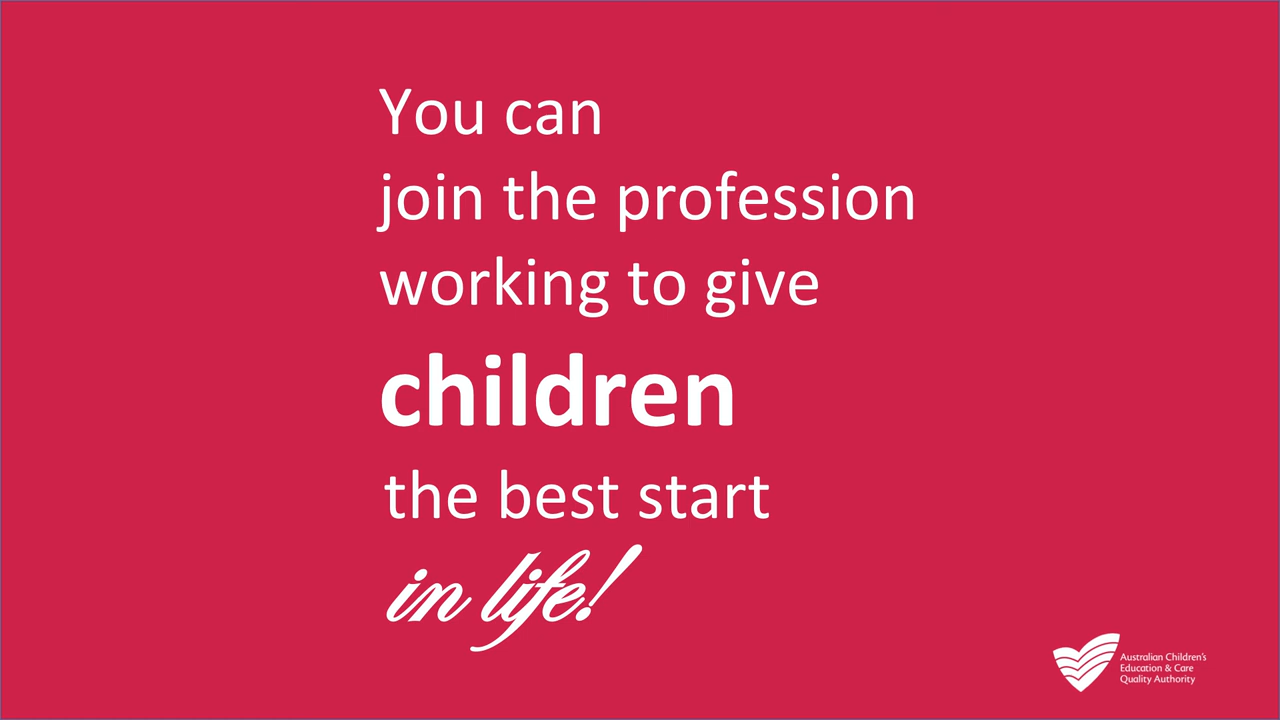 You can
join the profession
working to give
children
the best start
in life!
Australian Children's
Education & Care
Quality Authority